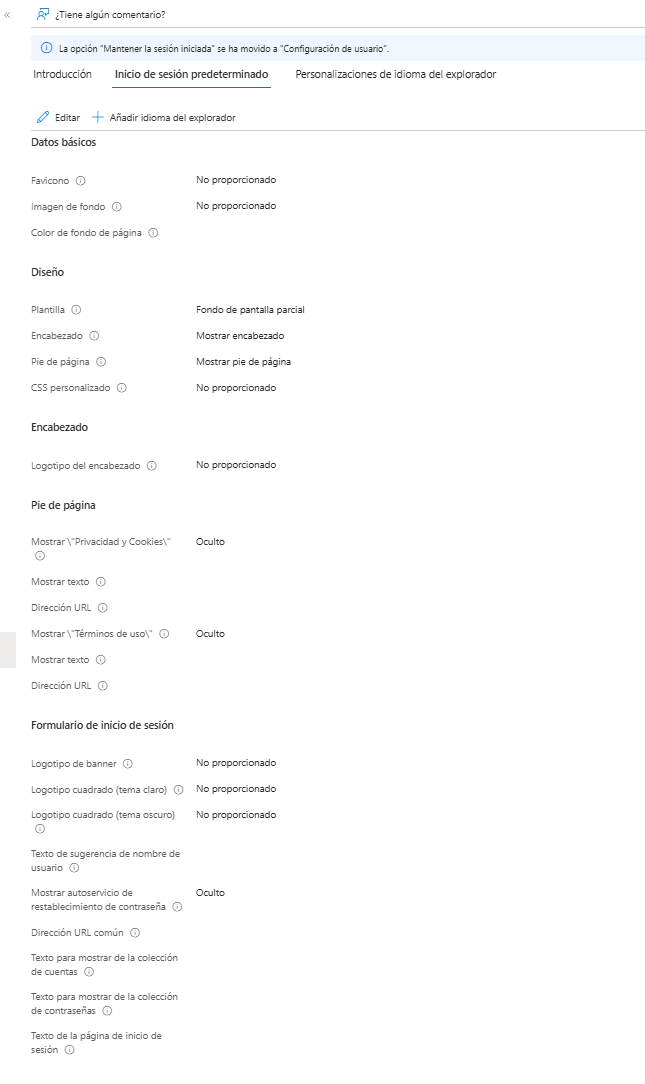 ¿Tiene algún comentario?
La opción "Mantener la sesión iniciada" se ha movido a "Configuración de usuario".
Introducción Inicio de sesión predeterminado Personalizaciones de idioma del explorador
Editar Añadir idioma del explorador
Datos básicos
Favicono No proporcionado
Imagen de fondo No proporcionado
Color de fondo de página
Diseño
Plantilla Fondo de pantalla parcial
Encabezado Mostrar encabezado
Pie de página Mostrar pie de página
CSS personalizado No proporcionado
Encabezado
Logotipo del encabezado No proporcionado
Pie de página
Mostrar \"Privacidad y Cookies\" Oculto
Mostrar texto
Dirección URL
Mostrar \"Términos de uso\" Oculto
Mostrar texto
Dirección URL
Formulario de inicio de sesión
Logotipo de banner No proporcionado
Logotipo cuadrado (tema claro) No proporcionado
Logotipo cuadrado (tema oscuro) No proporcionado
Texto de sugerencia de nombre de
usuario
Mostrar autoservicio de Oculto
restablecimiento de contraseña
Dirección URL común
Texto para mostrar de la colección
de cuentas
Texto para mostrar de la colección
de contraseñas
Texto de la página de inicio de
sesión